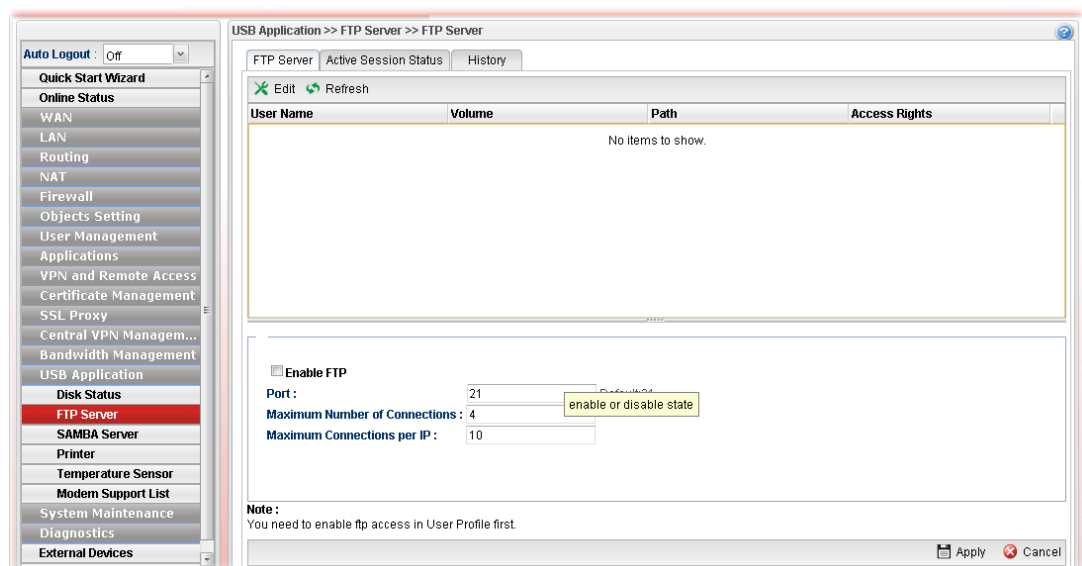 USB Application >> FTP Server >> FTP Server
Auto Logout : Off
Quick Start Wizard
Online Status
WAN
LAN
Routing
NAT
Firewall
Objects Setting
User Management
Applications
VPN and Remote Access
Certificate Management
SSL Proxy
Central VPN Managem...
Bandwidth Management
USB Application
Disk Status
FTP Server
SAMBA Server
Printer
Temperature Sensor
Modem Support List
System Maintenance
Diagnostics
External Devices
FTP Server Active Session Status History
Edit Refresh
User Name Volume Path Access Rights
No items to show.
Enable FTP
Port : 21
enable or disable state
Maximum Number of Connections : 4
Maximum Connections per IP : 10
Note :
You need to enable ftp access in User Profile first.
Apply Cancel